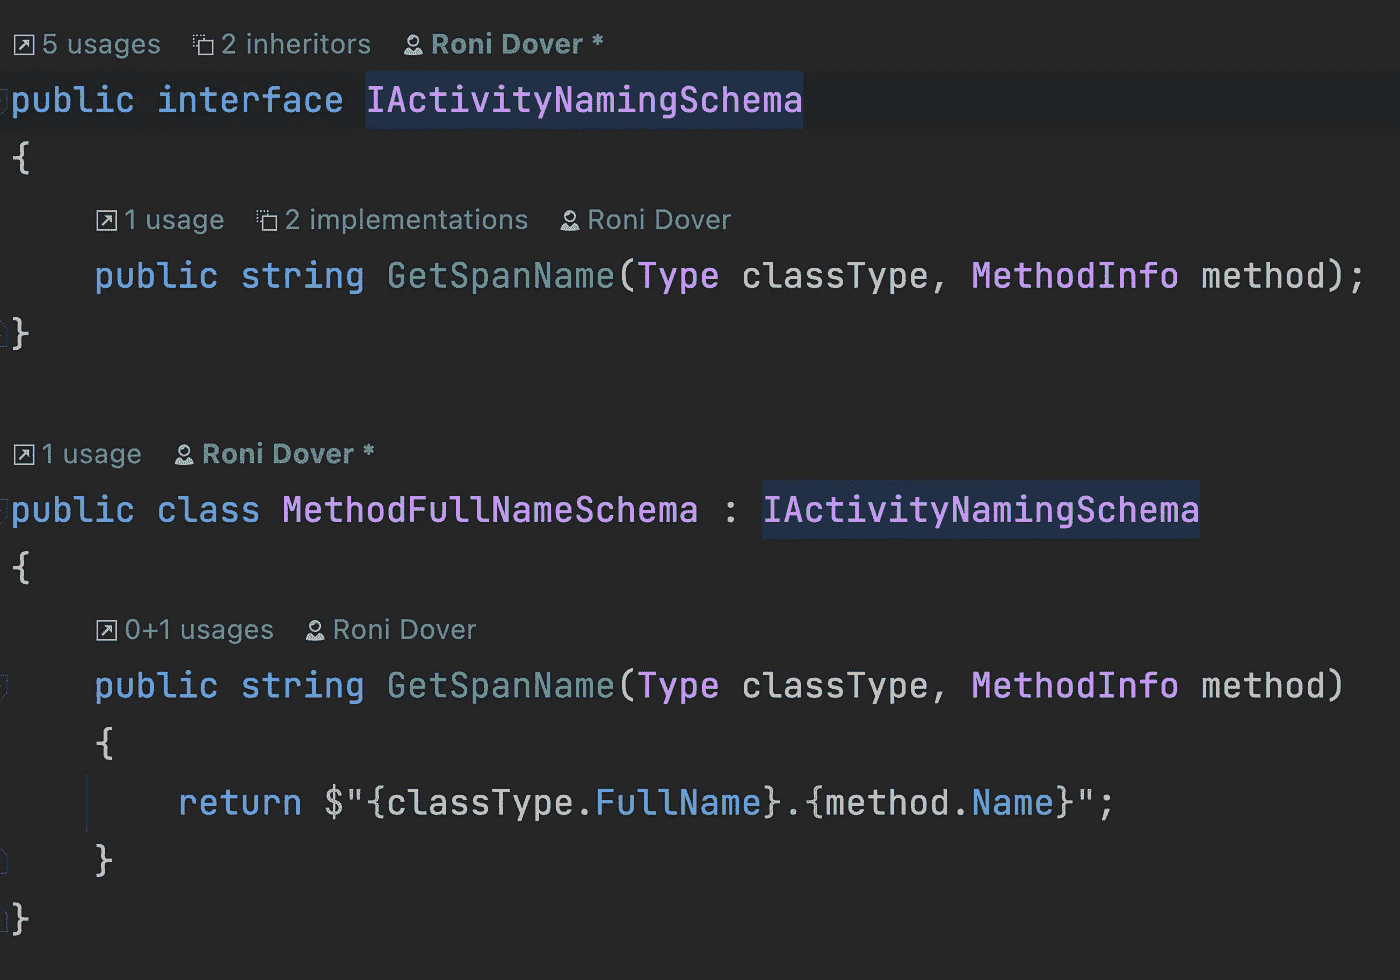 5 usages 2 inheritors Roni Dover *
public interface IActivityNamingSchema
{
1 usage 2 implementations Roni Dover
public string GetSpanName(Type classType, MethodInfo method);
}
1 usage Roni Dover *
public class MethodFullNameSchema : IActivityNamingSchema
{
0+1 usages Roni Dover
public string GetSpanName(Type classType, MethodInfo method)
{
return $"{classType.FullName}.{method.Name}";
}
}